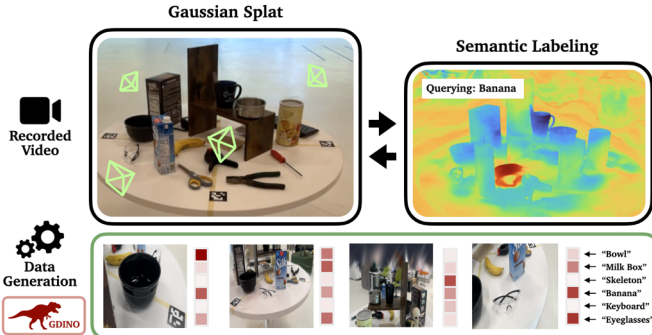 Gaussian Splat
Semantic Labeling
Querying: Banana
Recorded
Video
Data
Generation
GDINO
"Bowl"
"Milk Box"
"Skeleton"
"Banana"
"Keyboard"
"Eyeglasses"